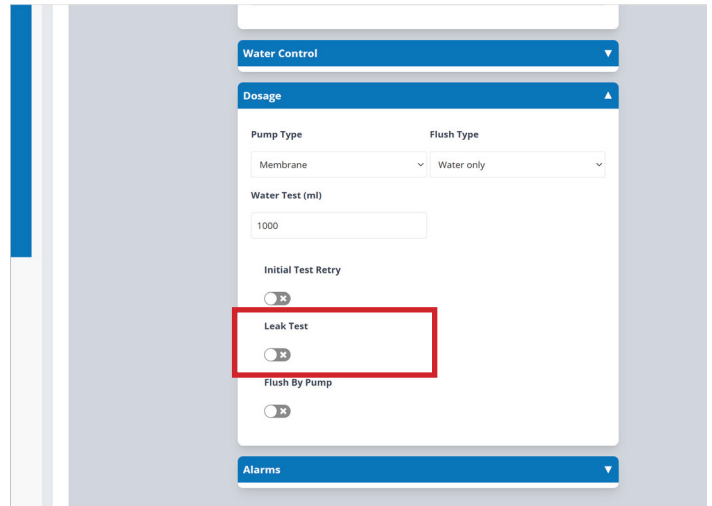 Water Control
Dosage
Pump Type Flush Type
Membrane Water only
Water Test (ml)
1000
Initial Test Retry
Leak Test
Flush By Pump
Alarms